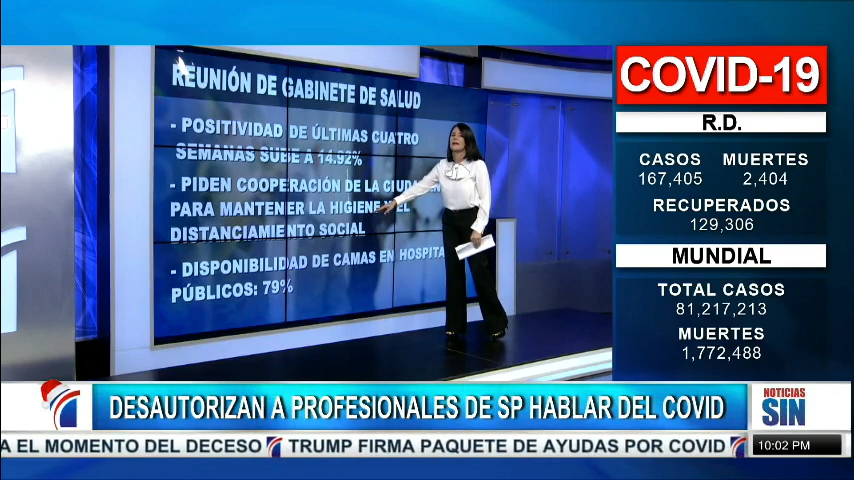 REUNIÓN DE GABINETE DE SALUD
- POSITIVIDAD DE ÚLTIMAS CUATRO
SEMANAS SUBE A 14.92%
- PIDEN COOPERACIÓN DE LA
PARA MANTENER LA HIGIENE Y EL
DISTANCIAMIENTO SOCIAL
- DISPONIBILIDAD DE CAMAS EN HOSPITA
PÚBLICOS: 79%
COVID-19
R.D.
CASOS MUERTES
167,405 2,404
RECUPERADOS
129,306
MUNDIAL
TOTAL CASOS
81,217,213
MUERTES
1,772,488
DESAUTORIZAN A PROFESIONALES DE SP HABLAR DEL COVID
NOTICIAS
SIN
A EL MOMENTO DEL DECESO TRUMP FIRMA PAQUETE DE AYUDAS POR COVID
10:02 PM